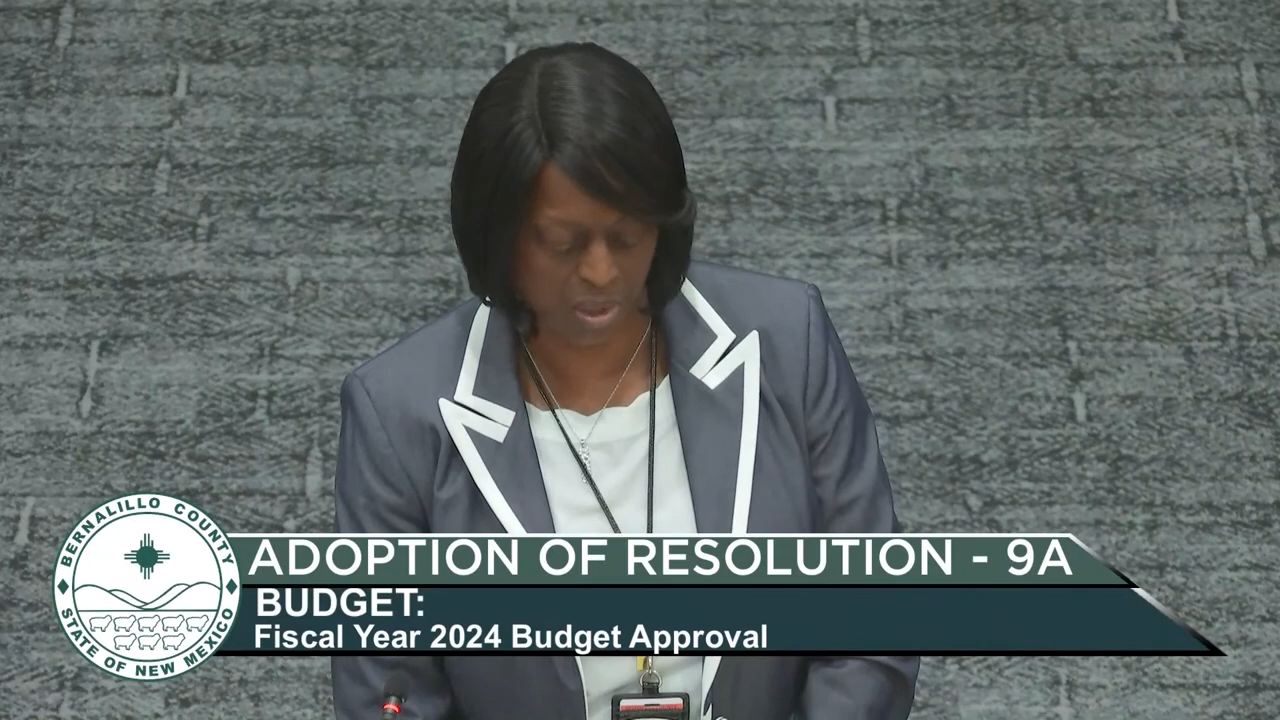 ADOPTION OF RESOLUTION - 9A
BUDGET:
Fiscal Year 2024 Budget Approval
BERNALILLO COUNTY
STATE OF NEW MEXICO